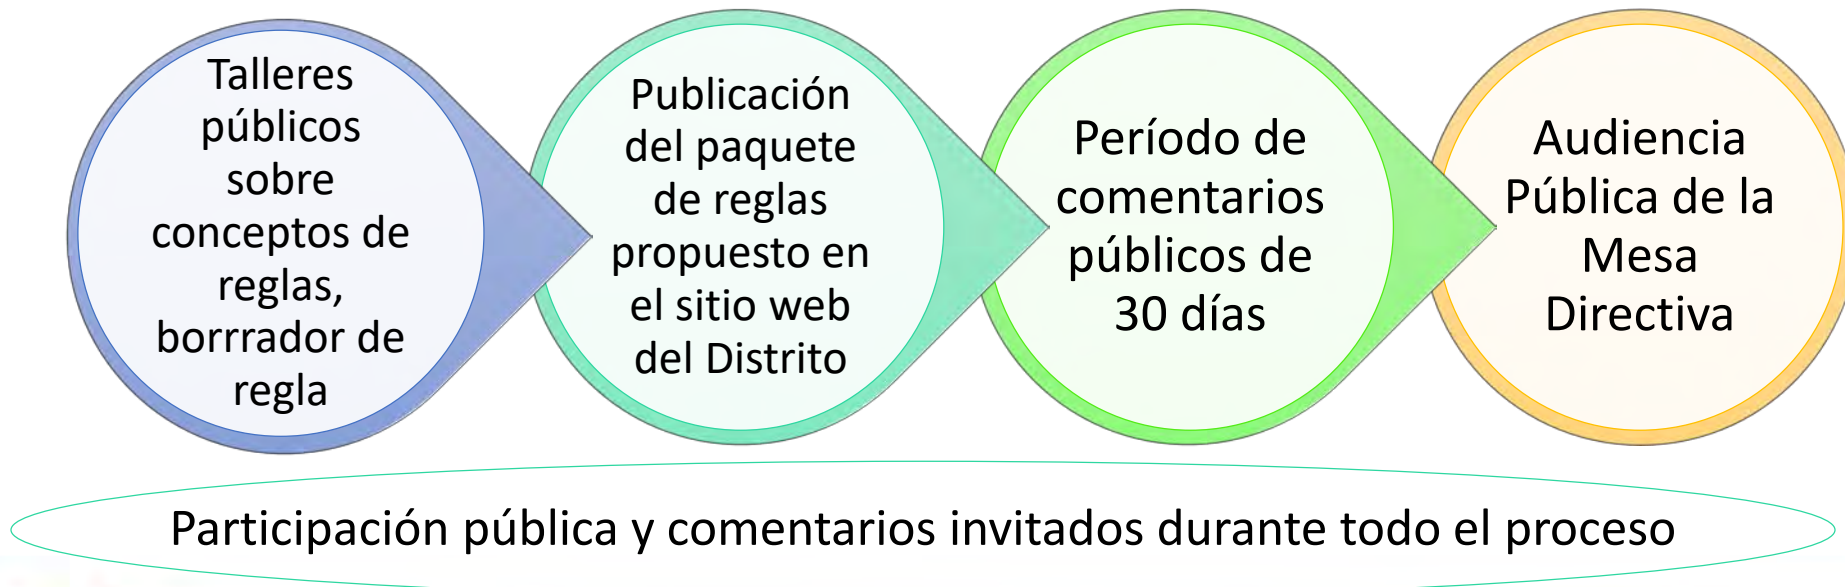 Talleres
públicos
sobre
conceptos de
reglas,
borrrador de
regla
Publicación
del paquete
de reglas
propuesto en
el sitio web
del Distrito
Período de
comentarios
públicos de
30 días
Audiencia
Pública de la
Mesa
Directiva
Participación pública y comentarios invitados durante todo el proceso